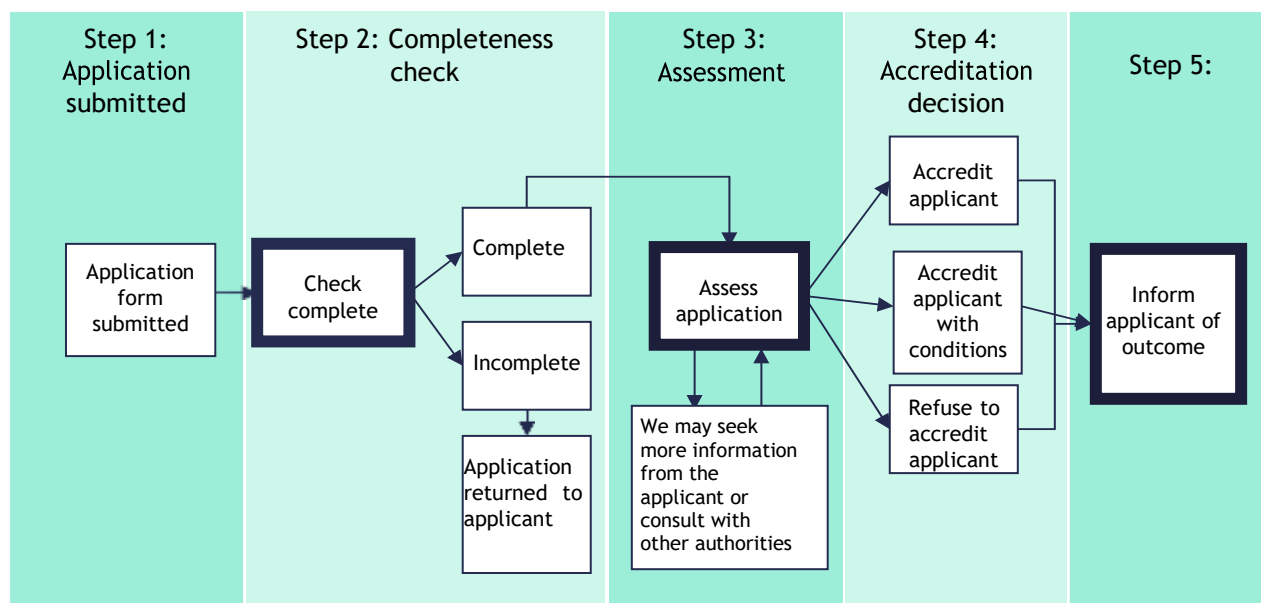 Step 1:
Application
submitted
Step 2: Completeness
check
Step 3:
Assessment
Step 4:
Accreditation
decision
Step 5:
Application
form
submitted
Check
complete
Complete
Incomplete
Application
returned to
applicant
Assess
application
We may seek
more information
from the
applicant or
consult with
other authorities
Accredit
applicant
Accredit
applicant
with
conditions
Refuse to
accredit
applicant
Inform
applicant of
outcome